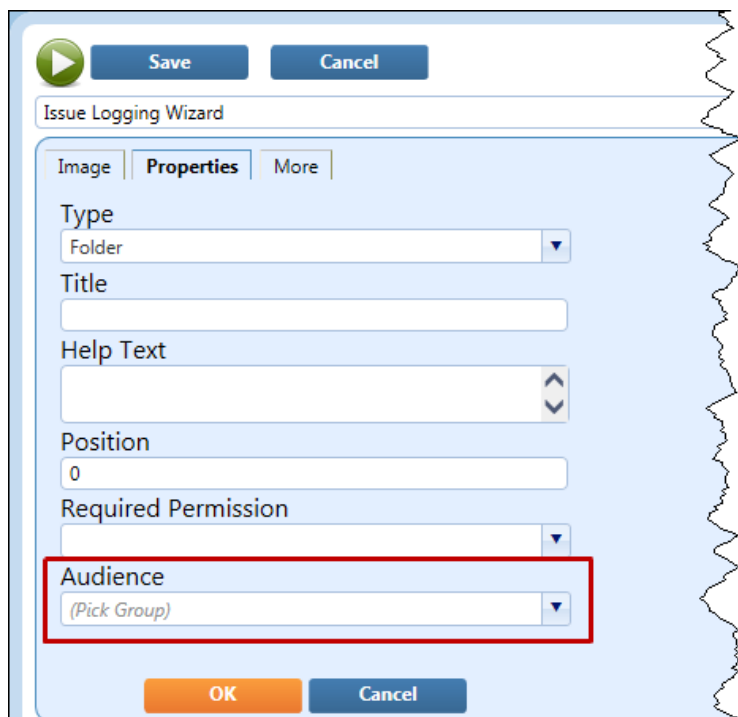 Save Cancel
Issue Logging Wizard
Image Properties More
Type
Folder
Title
Help Text
Position
0
Required Permission
Audience
(Pick Group)
OK Cancel